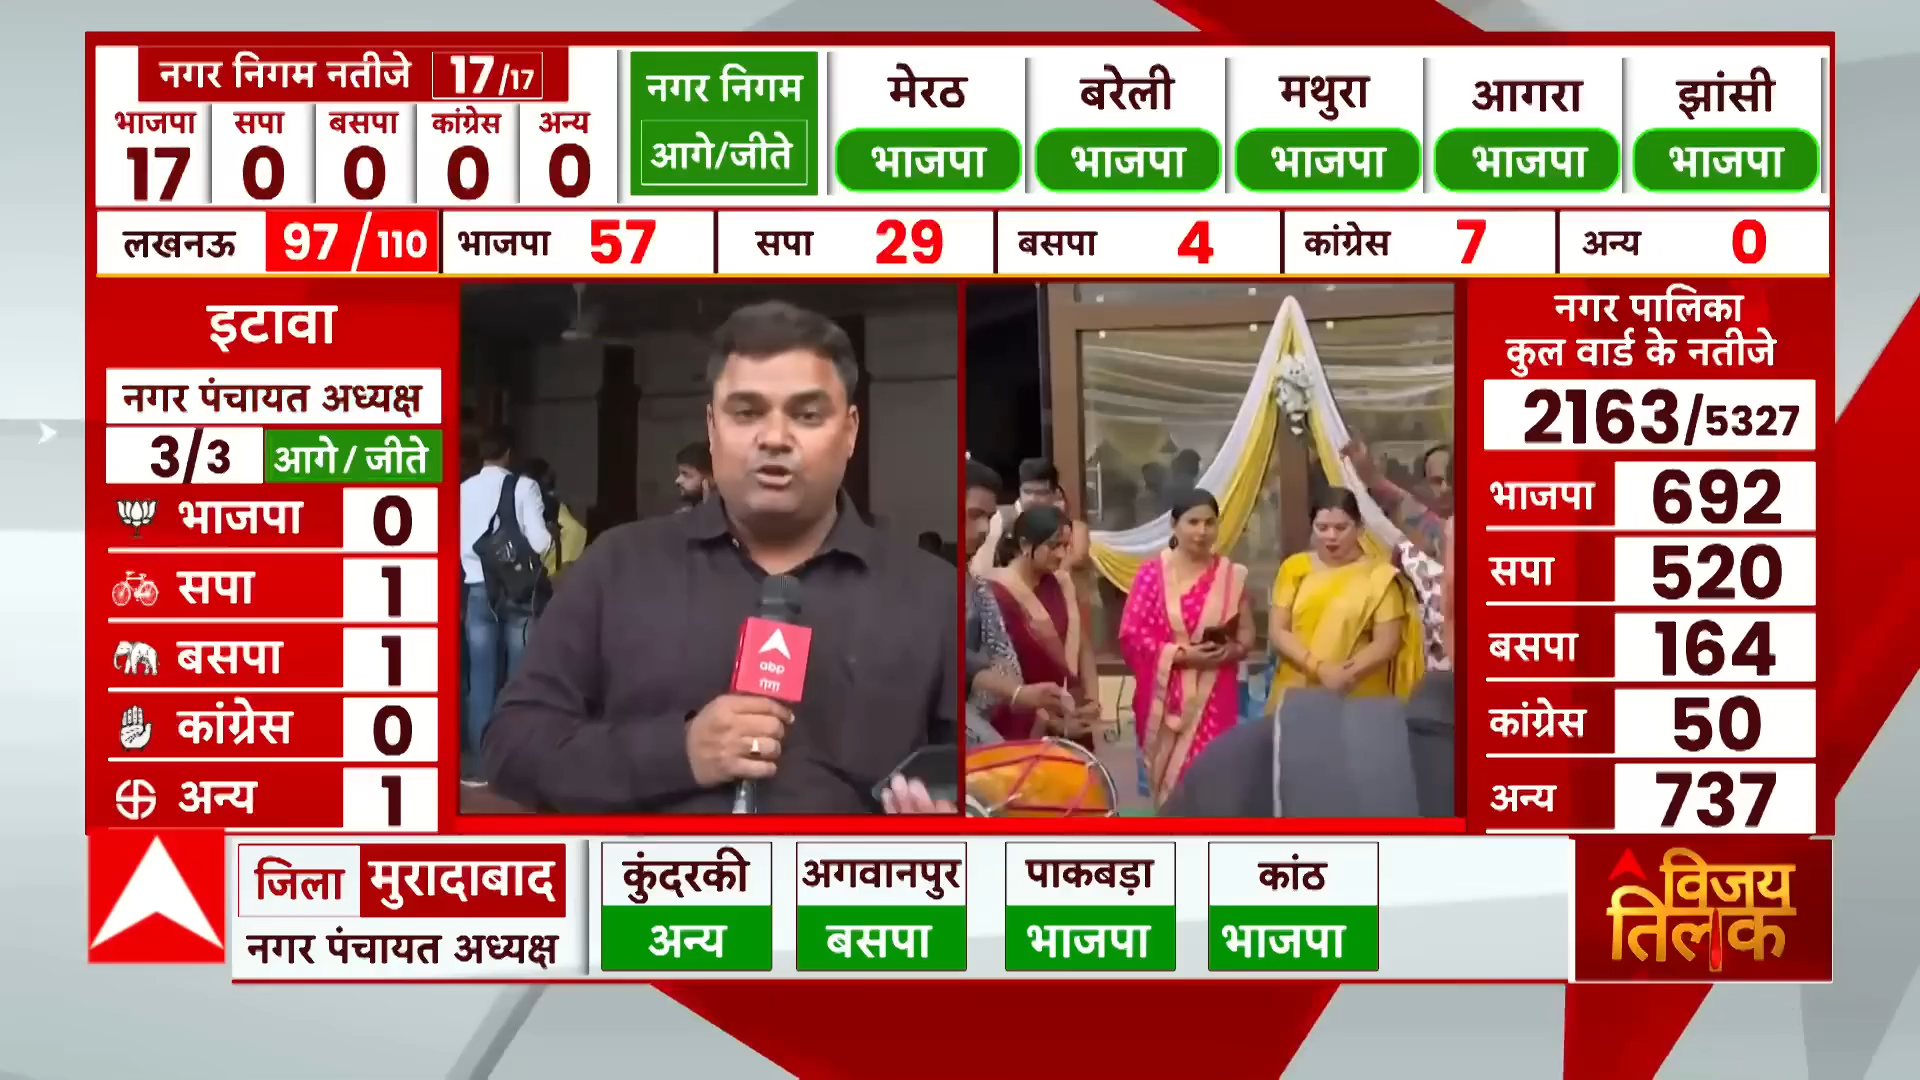 नगर निगम नतीजे 17/17
भाजपा सपा बसपा कांग्रेस अन्य
17 0 0 0 0
नगर निगम
आगे/जीते
मेरठ बरेली मथुरा आगरा झांसी
भाजपा भाजपा भाजपा भाजपा भाजपा
लखनऊ 97/110 भाजपा 57 सपा 29 बसपा 4 कांग्रेस 7 अन्य 0
इटावा
नगर पंचायत अध्यक्ष
3/3 आगे/जीते
भाजपा 0
सपा 1
बसपा 1
कांग्रेस 0
अन्य 1
abp
गंगा
नगर पालिका
कुल वार्ड के नतीजे
2163/5327
भाजपा 692
सपा 520
बसपा 164
कांग्रेस 50
अन्य 737
जिला मुरादाबाद
नगर पंचायत अध्यक्ष
कुंदरकी अगवानपुर पाकबड़ा कांठ
अन्य बसपा भाजपा भाजपा
विजय
तिलक